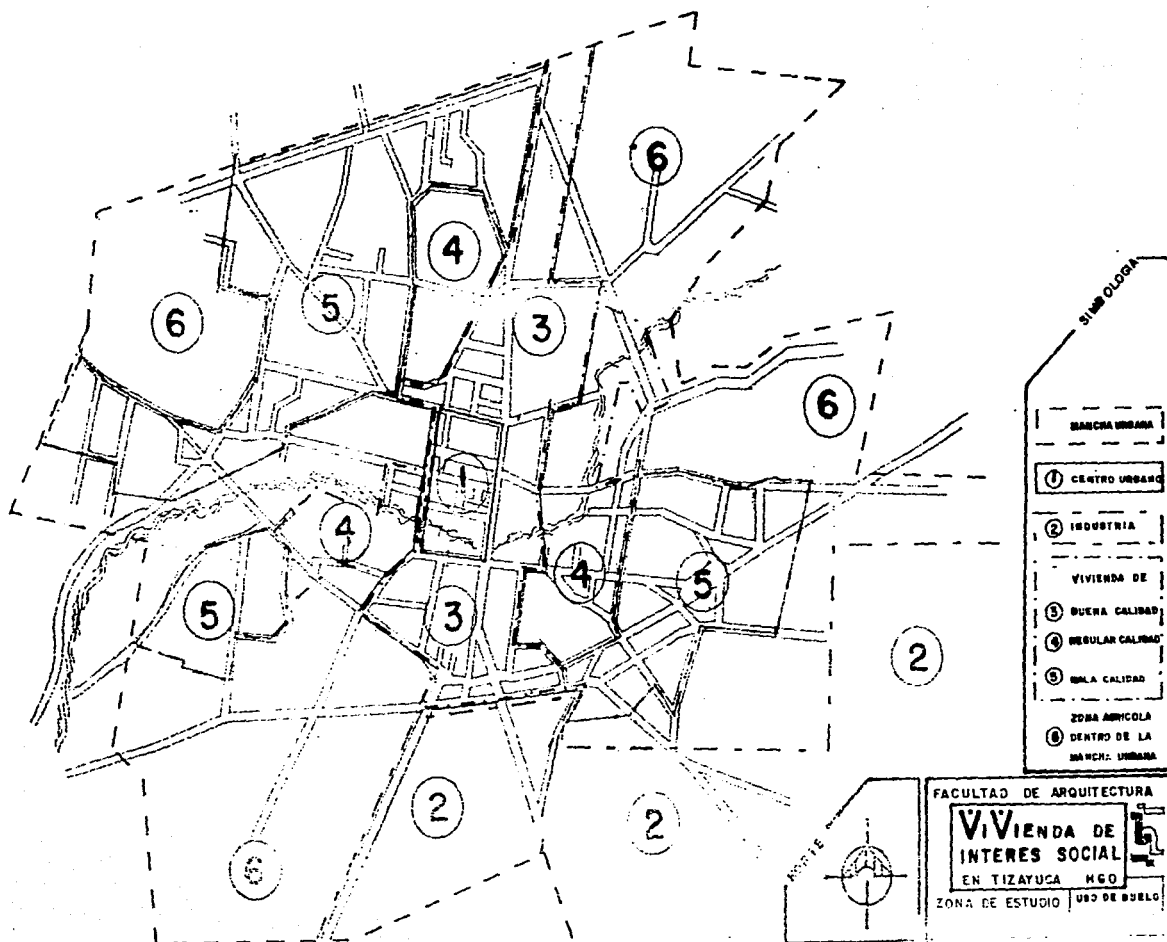 6
4
5
3
6
6
1
4
4
5
5
3
2
2
2
6
SIMBOLOGIA
MANCHA URBANA
1 CENTRO URBANO
2 INDUSTRIA
VIVIENDA DE
3 BUENA CALIDAD
4 REGULAR CALIDAD
5 MALA CALIDAD
ZONA AGRICOLA
6 DENTRO DE LA
MANCHA URBANA
NORTE
FACULTAD DE ARQUITECTURA
VIVIENDA DE
INTERES SOCIAL
EN TIZAYUCA HGO
ZONA DE ESTUDIO
USO DE SUELO